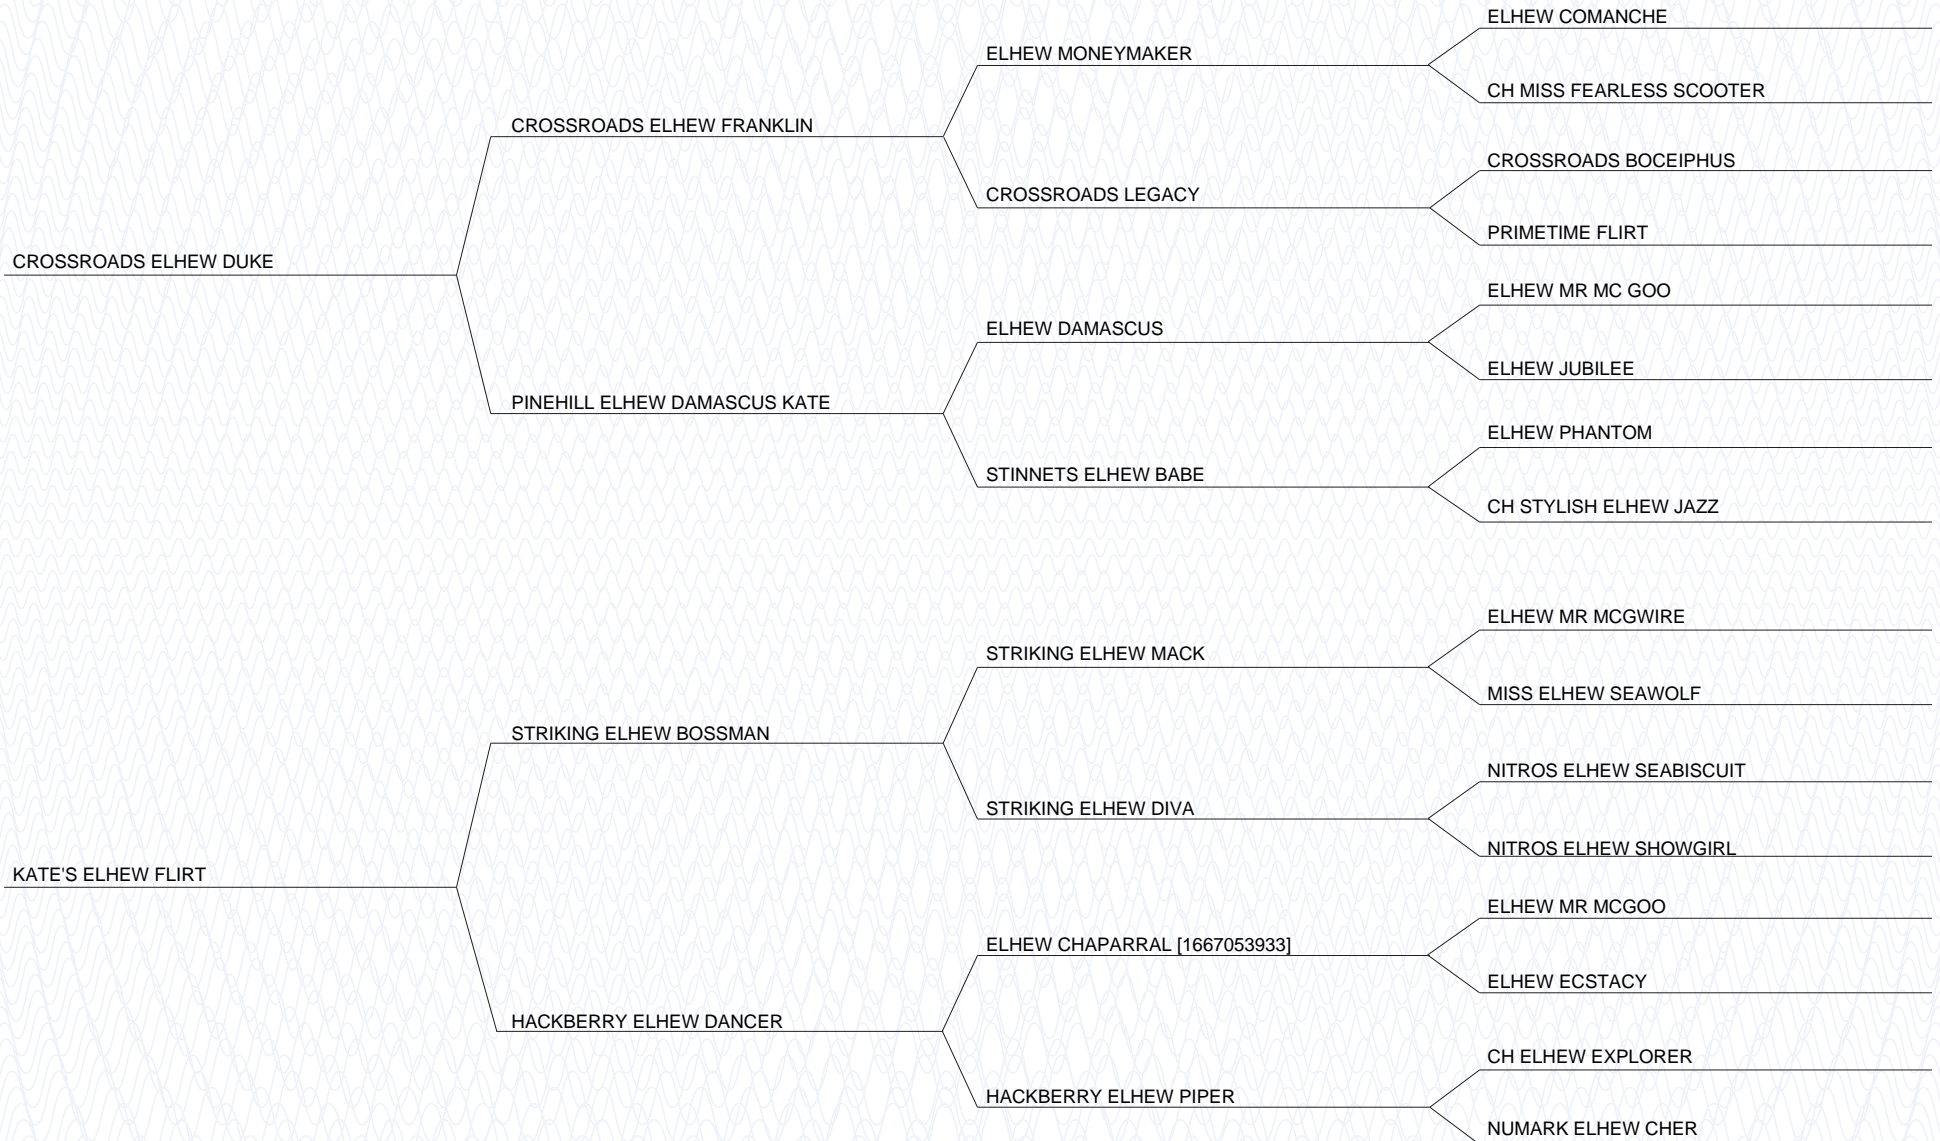 ELHEW COMANCHE
ELHEW MONEYMAKER
CH MISS FEARLESS SCOOTER
CROSSROADS ELHEW FRANKLIN
CROSSROADS BOCEIPHUS
CROSSROADS LEGACY
PRIMETIME FLIRT
CROSSROADS ELHEW DUKE
ELHEW MR MC GOO
ELHEW DAMASCUS
ELHEW JUBILEE
PINEHILL ELHEW DAMASCUS KATE
ELHEW PHANTOM
STINNETS ELHEW BABE
CH STYLISH ELHEW JAZZ
ELHEW MR MCGWIRE
STRIKING ELHEW MACK
MISS ELHEW SEAWOLF
STRIKING ELHEW BOSSMAN
NITROS ELHEW SEABISCUIT
STRIKING ELHEW DIVA
NITROS ELHEW SHOWGIRL
KATE'S ELHEW FLIRT
ELHEW MR MCGOO
ELHEW CHAPARRAL [1667053933]
ELHEW ECSTACY
HACKBERRY ELHEW DANCER
CH ELHEW EXPLORER
HACKBERRY ELHEW PIPER
NUMARK ELHEW CHER